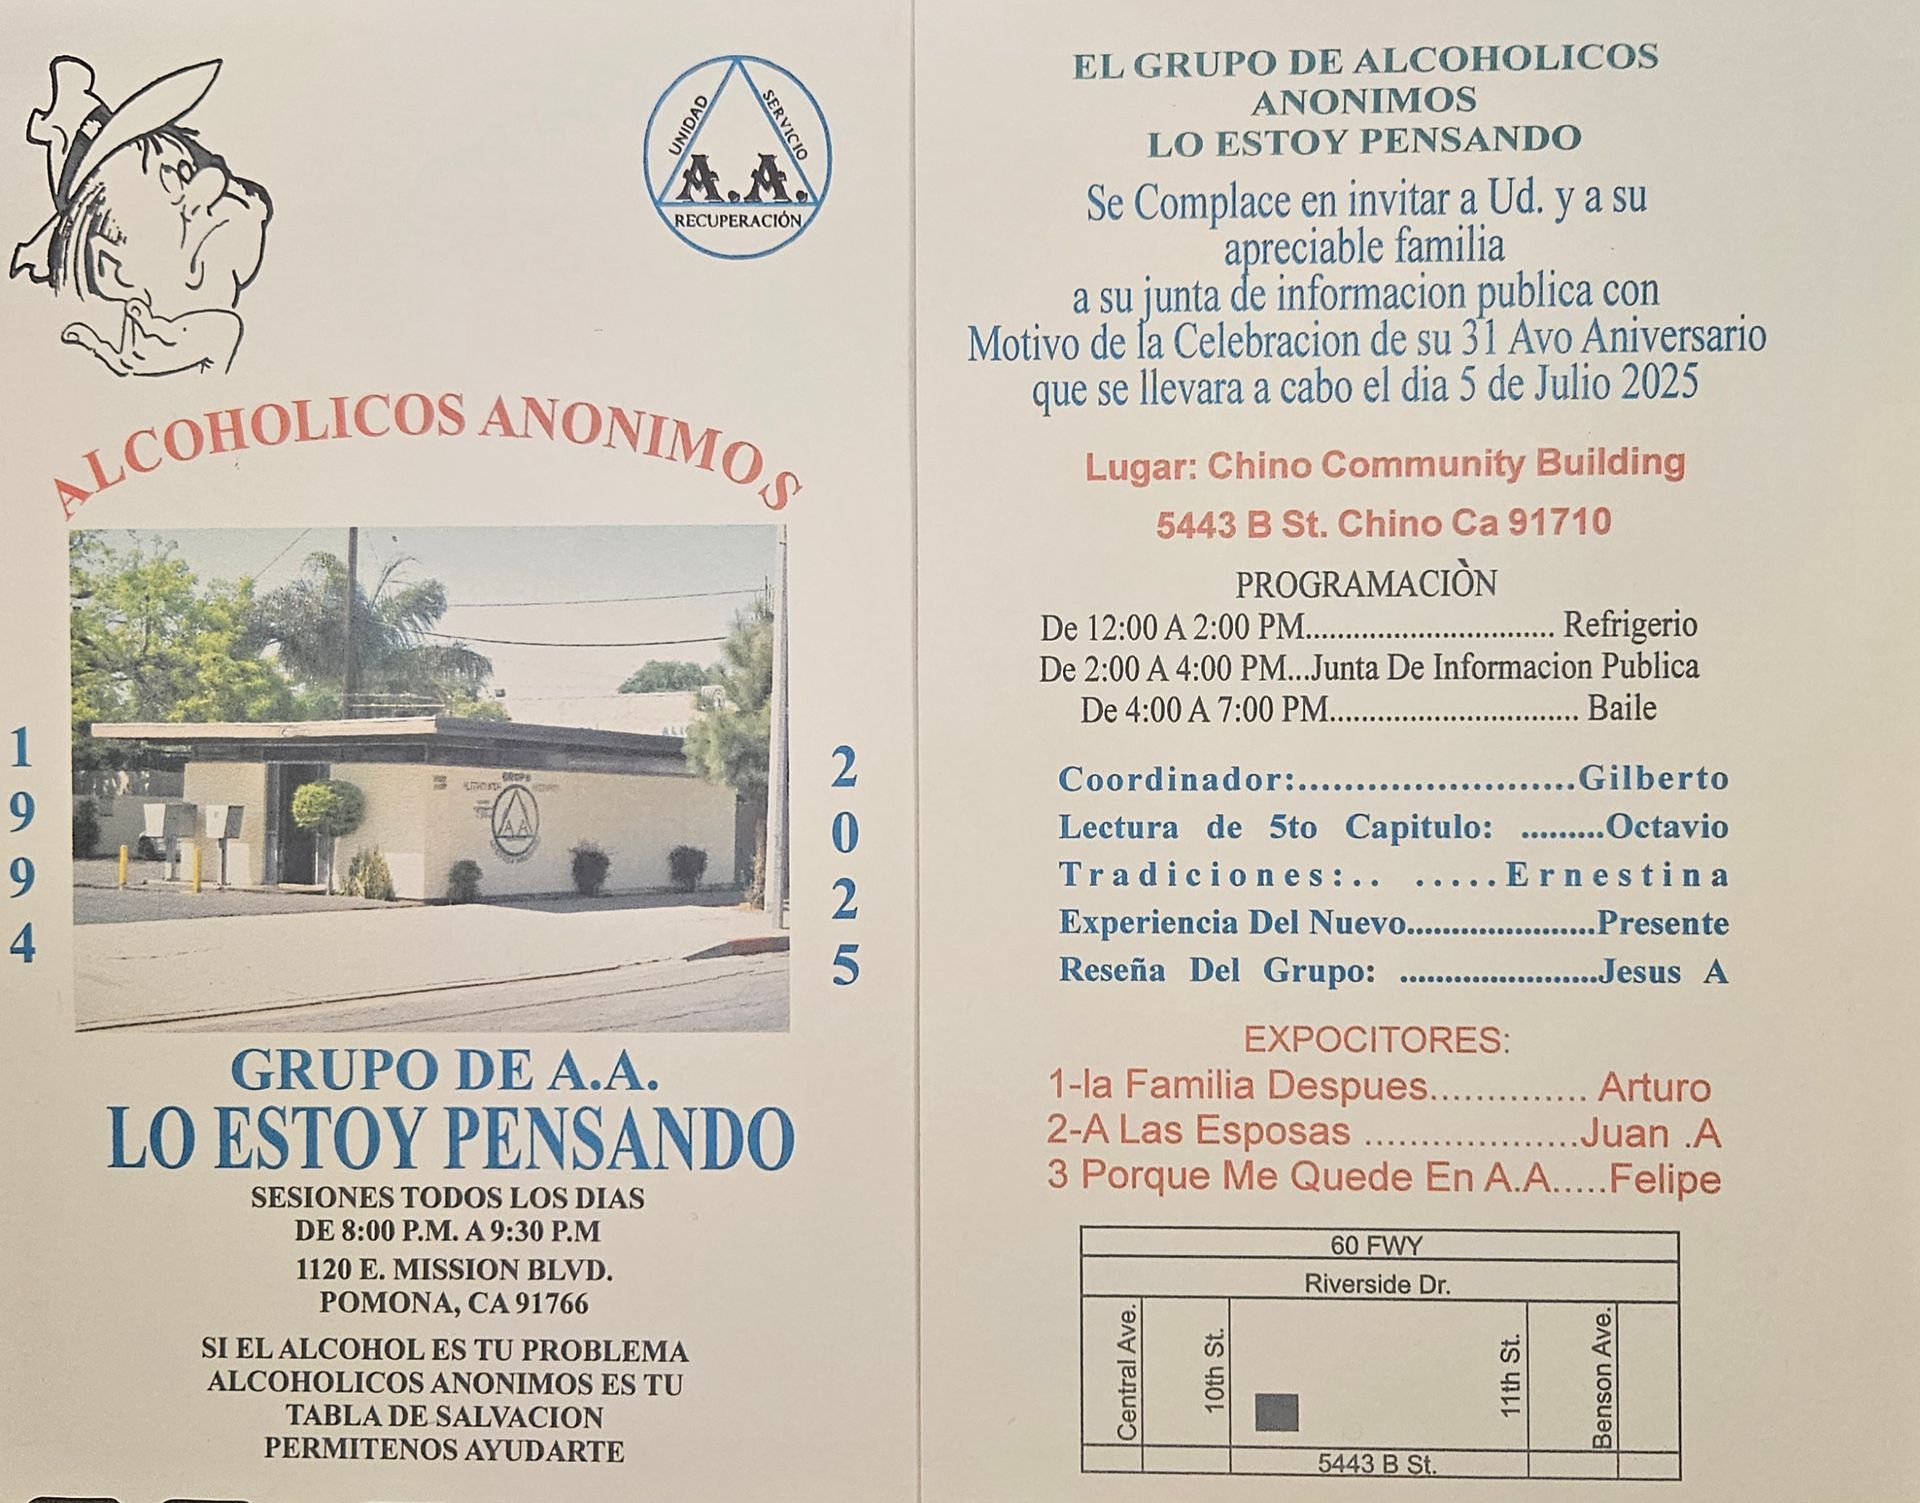 UNIDAD
SERVICIO
A.A.
RECUPERACIÓN
ALCOHOLICOS ANONIMOS
1994
2025
GRUPO
AA
GRUPO DE A.A.
LO ESTOY PENSANDO
SESIONES TODOS LOS DIAS
DE 8:00 P.M. A 9:30 P.M
1120 E. MISSION BLVD.
POMONA, CA 91766
SI EL ALCOHOL ES TU PROBLEMA
ALCOHOLICOS ANONIMOS ES TU
TABLA DE SALVACION
PERMITENOS AYUDARTE
EL GRUPO DE ALCOHOLICOS
ANONIMOS
LO ESTOY PENSANDO
Se Complace en invitar a Ud. y a su
apreciable familia
a su junta de informacion publica con
Motivo de la Celebracion de su 31 Avo Aniversario
que se llevara a cabo el dia 5 de Julio 2025
Lugar: Chino Community Building
5443 B St. Chino Ca 91710
PROGRAMACIÒN
De 12:00 A 2:00 PM............................... Refrigerio
De 2:00 A 4:00 PM...Junta De Informacion Publica
De 4:00 A 7:00 PM............................... Baile
Coordinador:........................Gilberto
Lectura de 5to Capitulo: .........Octavio
Tradiciones:.. .....Ernestina
Experiencia Del Nuevo......................Presente
Reseña Del Grupo: ......................Jesus A
EXPOCITORES:
1-la Familia Despues.............. Arturo
2-A Las Esposas ...................Juan .A
3 Porque Me Quede En A.A.....Felipe
60 FWY
Riverside Dr.
Central Ave.
10th St.
11th St.
Benson Ave.
5443 B St.